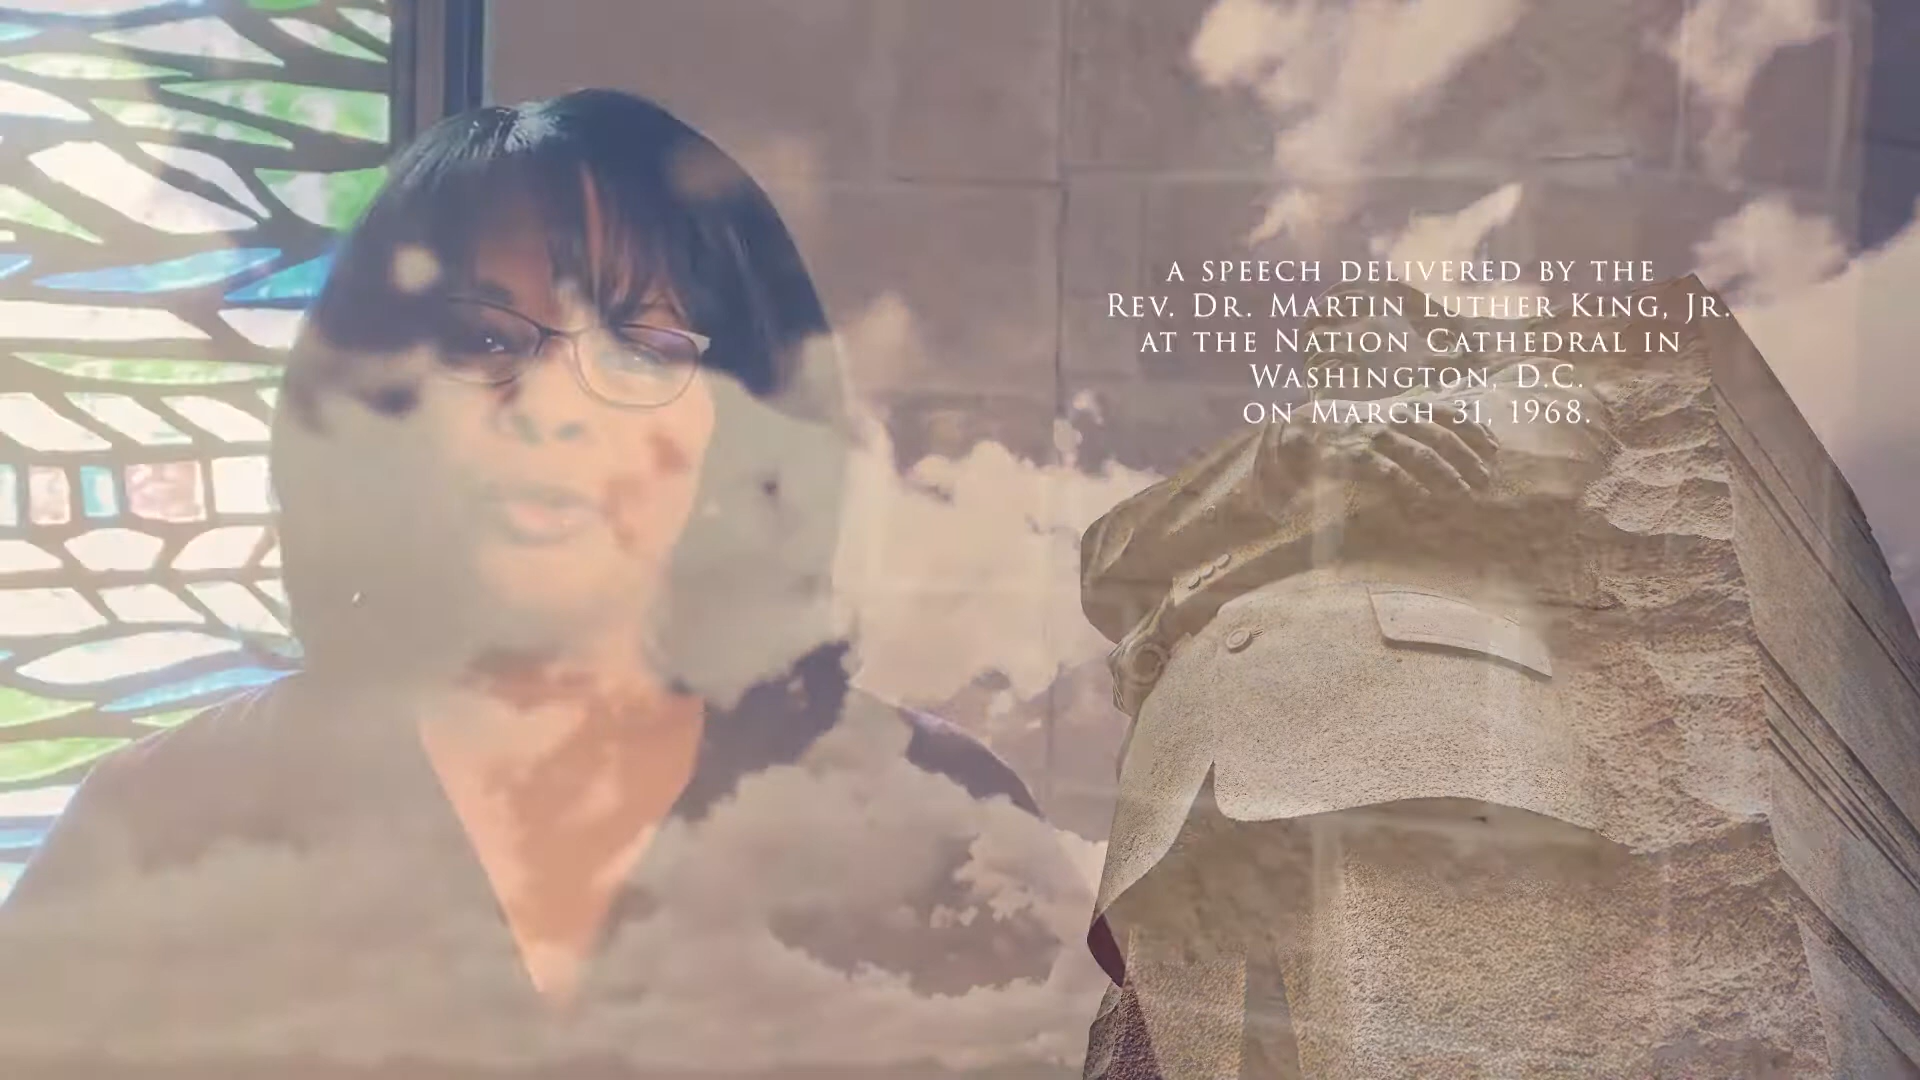 A SPEECH DELIVERED BY THE
REV. DR. MARTIN LUTHER KING, JR.
AT THE NATION CATHEDRAL IN
WASHINGTON, D.C.
ON MARCH 31, 1968.